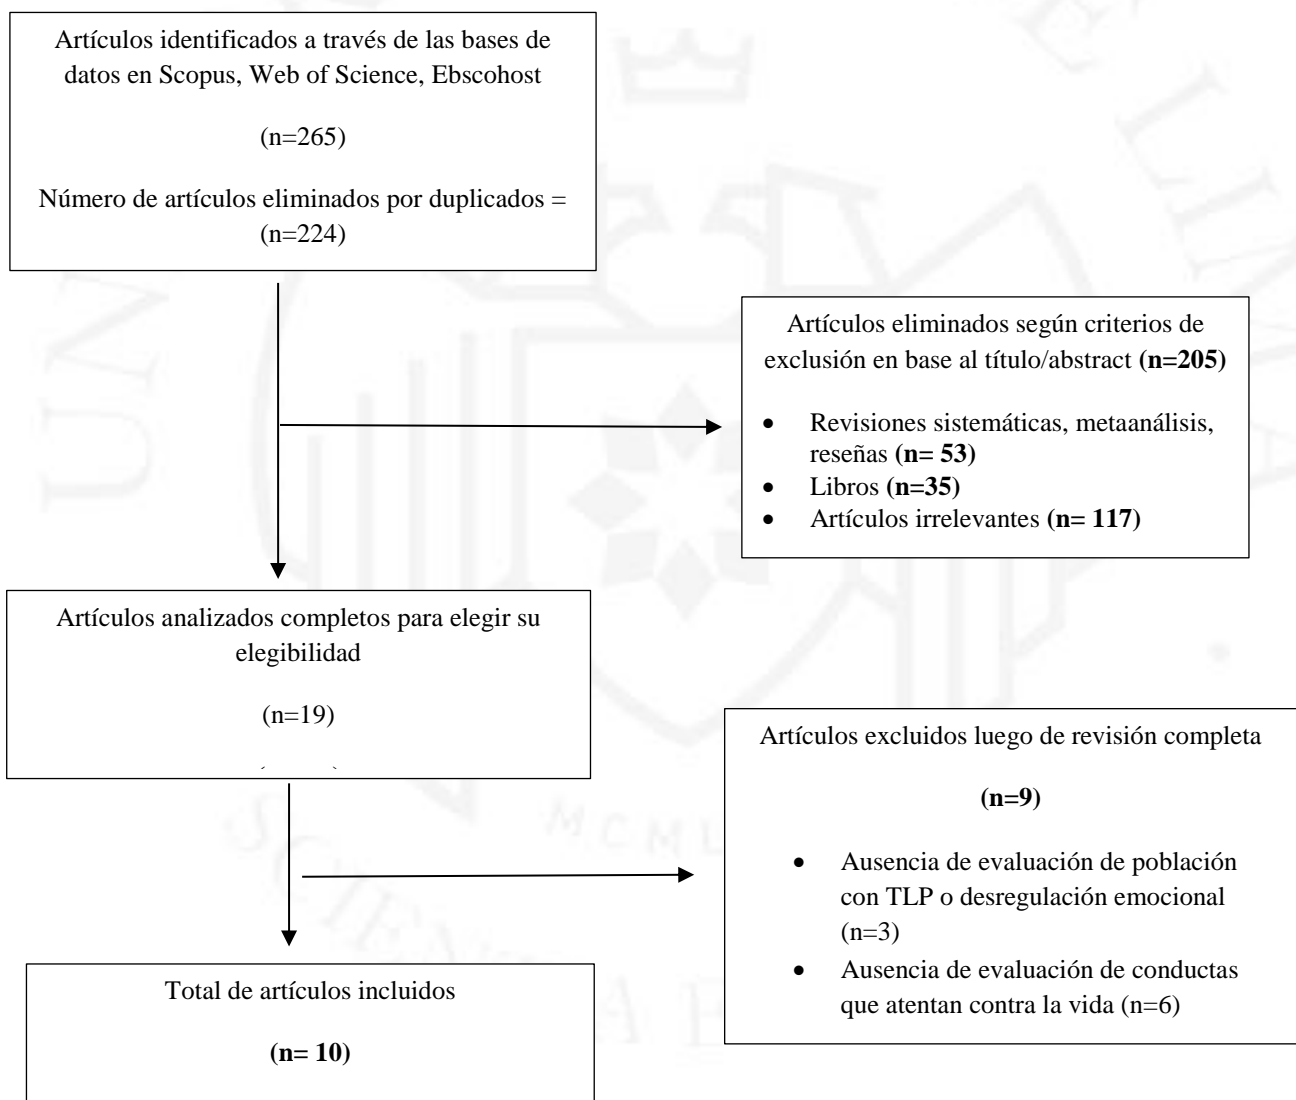 Artículos identificados a través de las bases de
datos en Scopus, Web of Science, Ebscohost
(n=265)
Número de artículos eliminados por duplicados =
(n=224)
Artículos eliminados según criterios de
exclusión en base al título/abstract (n=205)
• Revisiones sistemáticas, metaanálisis,
reseñas (n= 53)
• Libros (n=35)
• Artículos irrelevantes (n= 117)
Artículos analizados completos para elegir su
elegibilidad
(n=19)
Artículos excluidos luego de revisión completa
(n=9)
• Ausencia de evaluación de población
con TLP o desregulación emocional
(n=3)
• Ausencia de evaluación de conductas
que atentan contra la vida (n=6)
Total de artículos incluidos
(n= 10)